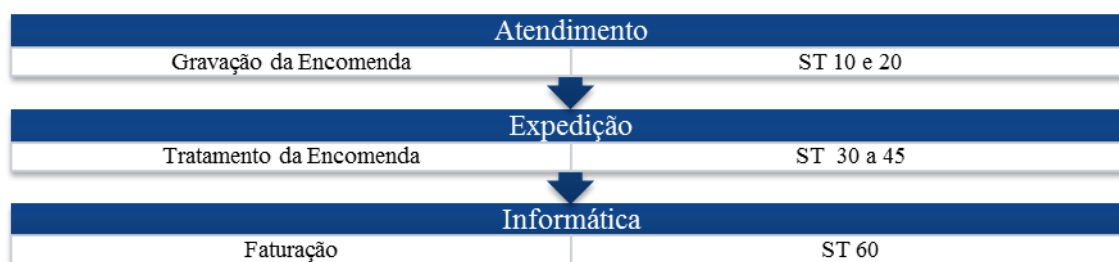 Atendimento
Gravação da Encomenda ST 10 e 20
Expedição
Tratamento da Encomenda ST 30 a 45
Informática
Faturação ST 60